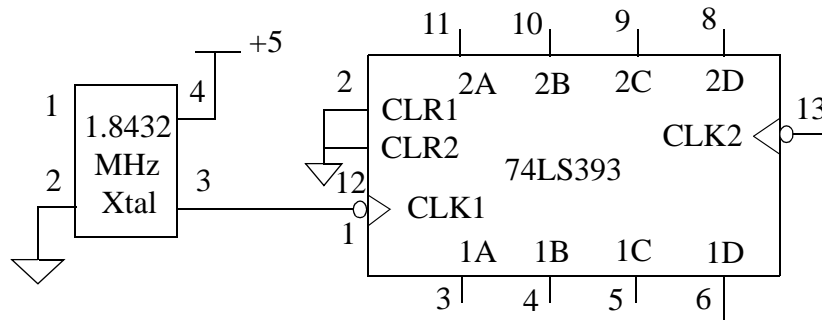 11 10 9 8
+5
2 2A 2B 2C 2D
1 4 13
CLR1
1.8432 CLK2
CLR2
MHz 74LS393
2 3 12
Xtal CLK1
1
1A 1B 1C 1D
3 4 5 6